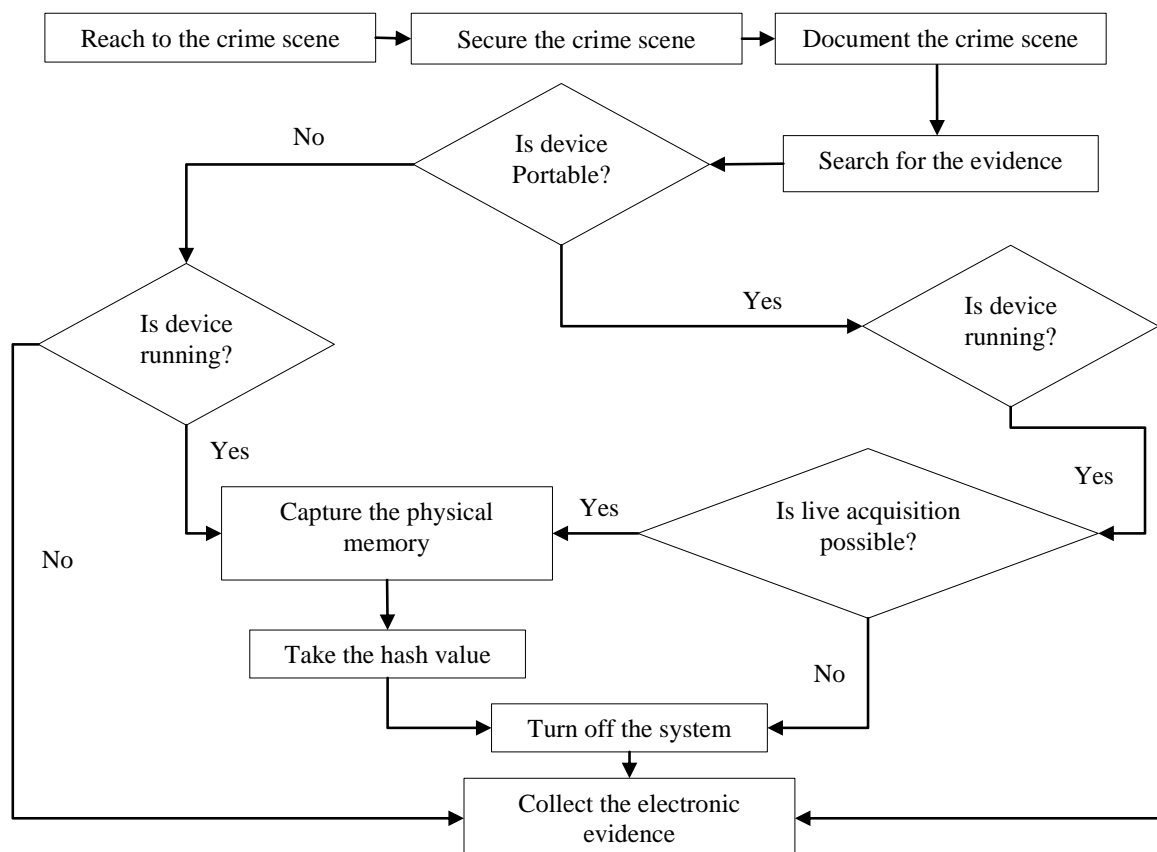 Reach to the crime scene
Secure the crime scene
Document the crime scene
No
Is device
Portable?
Search for the evidence
Yes
Is device
running?
Is device
running?
Yes
Yes
Capture the physical
memory
Yes
Is live acquisition
possible?
No
Take the hash value
No
Turn off the system
Collect the electronic
evidence